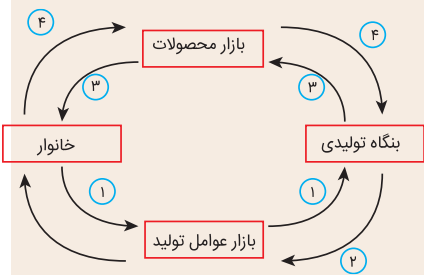 ۴
۴
بازار محصولات
۳
۳
بنگاه تولیدی
خانوار
۱
۱
بازار عوامل تولید
۲